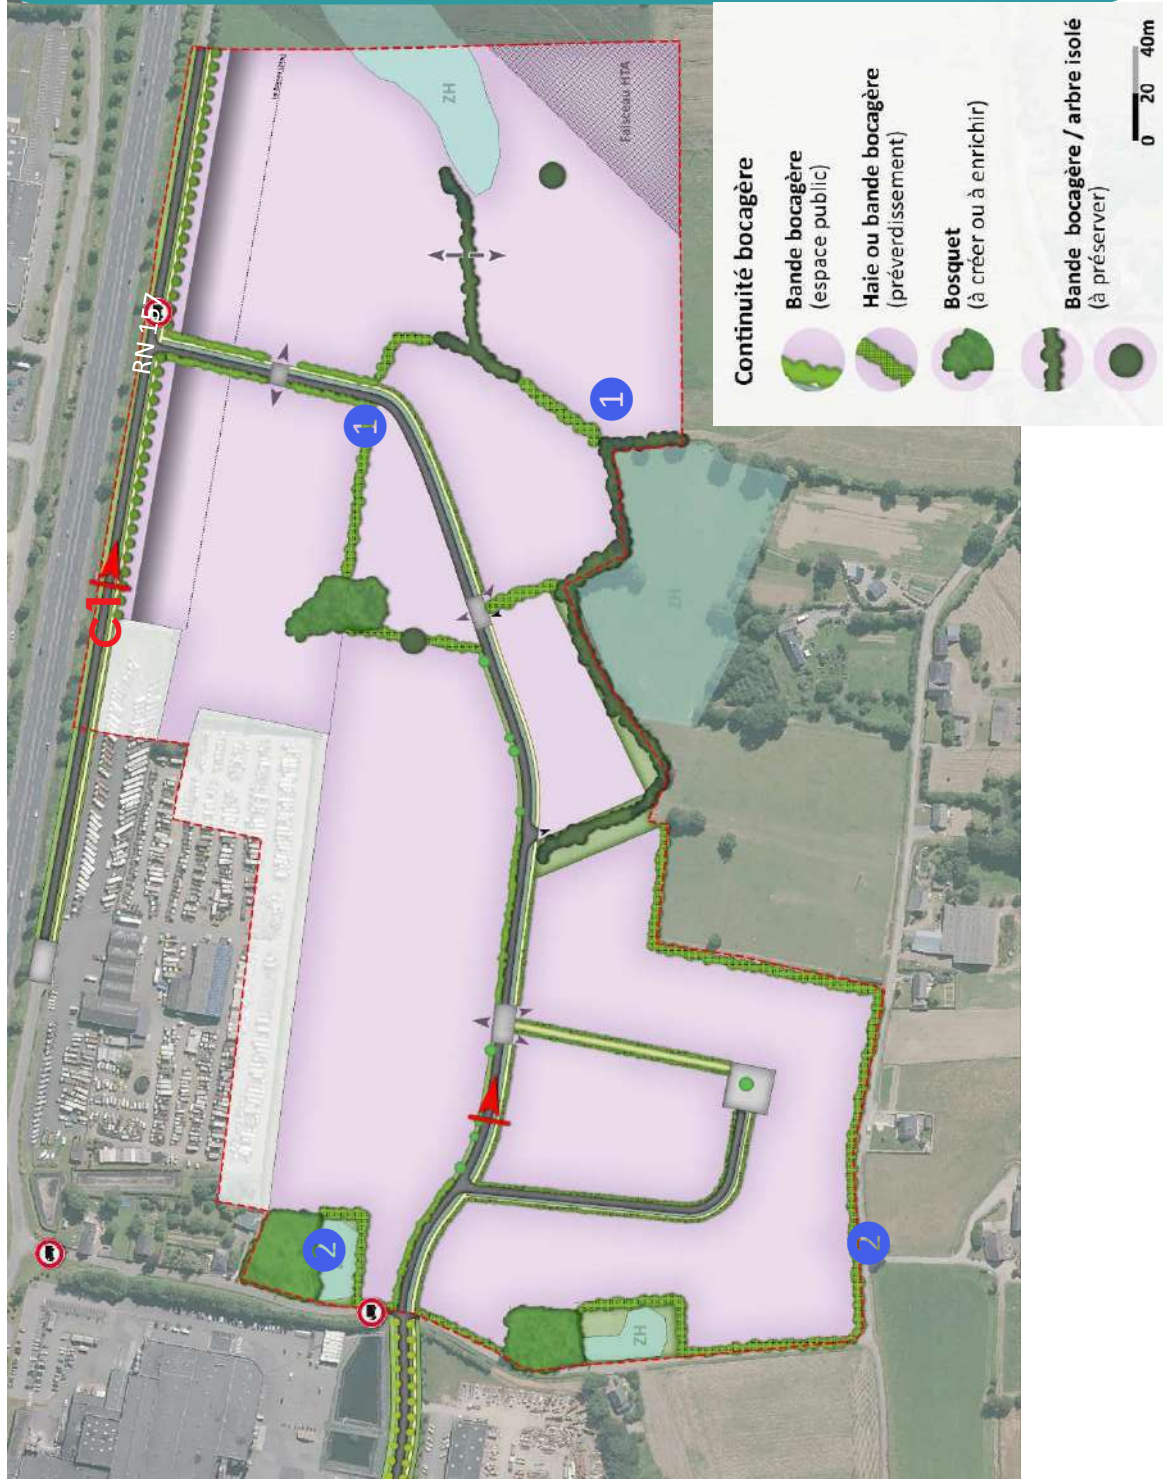 RN 157
C1
ZH
Faisceau HTA
1
1
ZH
2
2
ZH
Continuité bocagère
Bande bocagère
(espace public)
Haie ou bande bocagère
(préverdissement)
Bosquet
(à créer ou à enrichir)
Bande bocagère / arbre isolé
(à préserver)
0 20 40m